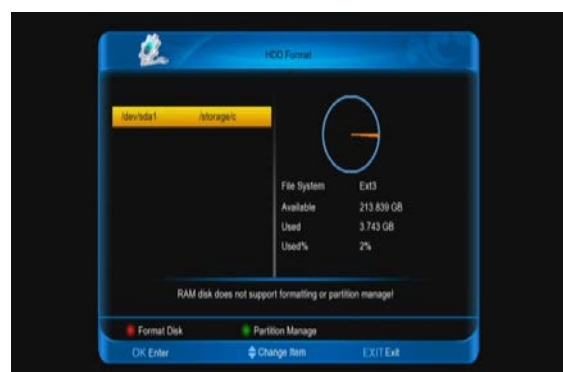 HDD Format
/dev/sda1 /storage/c
File System Ext3
Available 213.839 GB
Used 3.743 GB
Used% 2%
RAM disk does not support formatting or partition manage!
Format Disk Partition Manage
OK Enter Change Item EXIT Exit